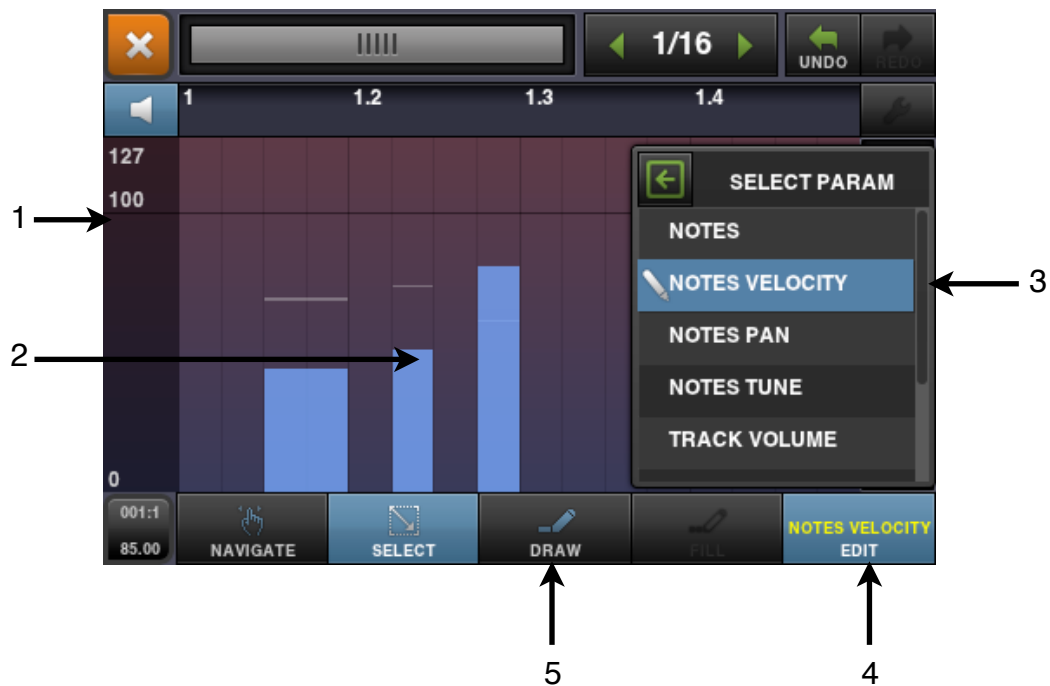 1/16
UNDO
REDO
1
1.2
1.3
1.4
127
100
0
SELECT PARAM
NOTES
NOTES VELOCITY
NOTES PAN
NOTES TUNE
TRACK VOLUME
1
2
3
001:1
85.00
NAVIGATE
SELECT
DRAW
FILL
NOTES VELOCITY
EDIT
5
4